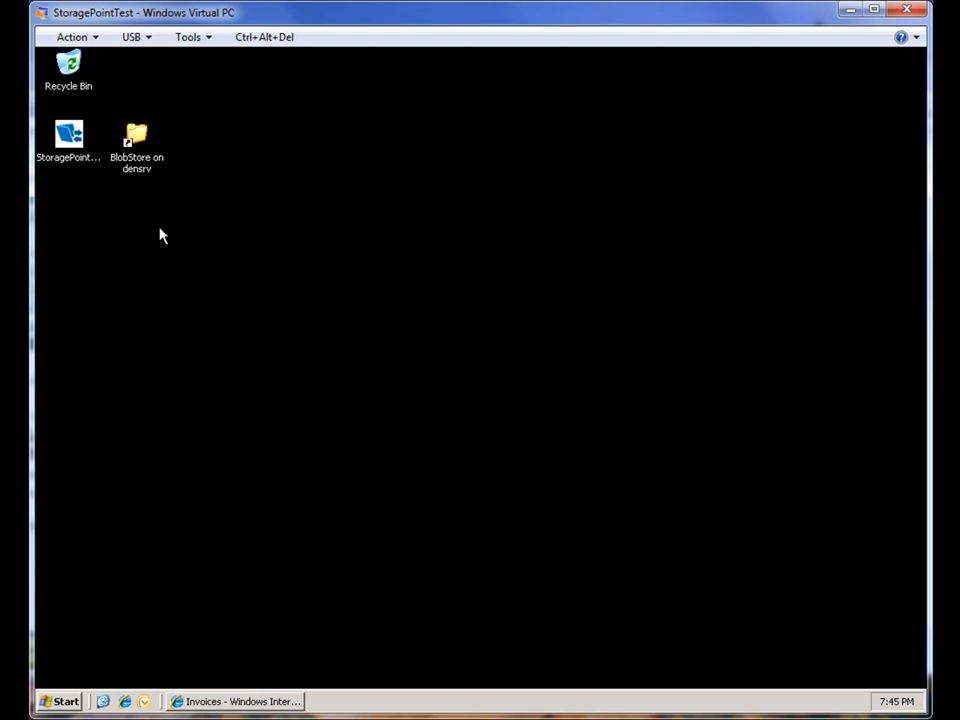 StoragePointTest - Windows Virtual PC
Action USB Tools Ctrl+Alt+Del
Recycle Bin
StoragePoint... BlobStore on
densrv
Start Invoices - Windows Inter... 7:45 PM